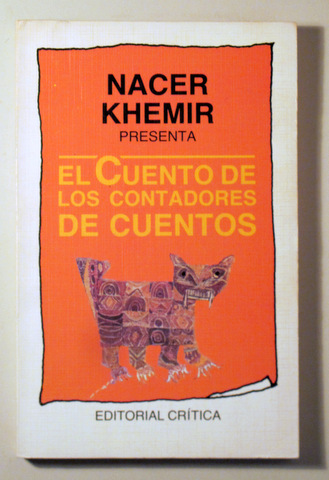 NACER
KHEMIR
PRESENTA
EL CUENTO DE
LOS CONTADORES
DE CUENTOS
EDITORIAL CRÍTICA